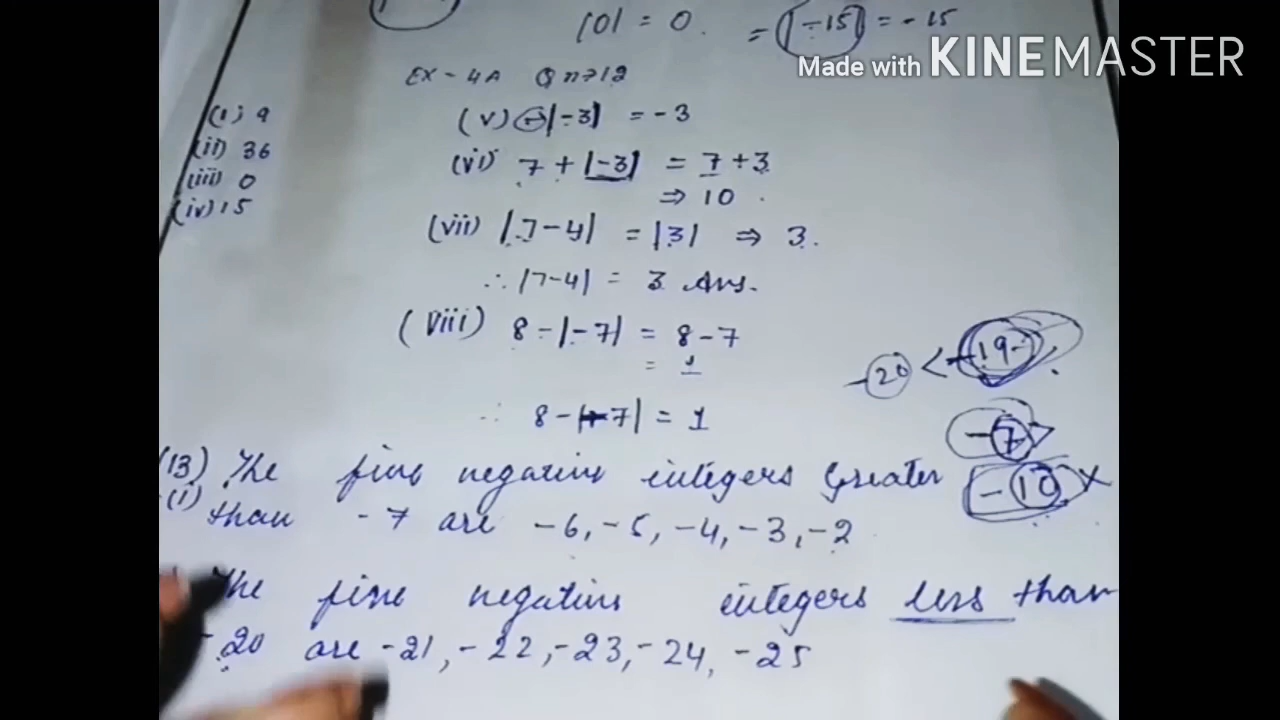 |0| = 0. = |-15| = -15
Made with KINEMASTER
Ex - 4A Q n → 12
(i) 9
(ii) 36
(iii) 0
(iv) 15
(v) -|-3| = -3
(vi) 7 + |-3| = 7 + 3
⇒ 10
(vii) |7-4| = |3| ⇒ 3.
∴ |7-4| = 3 Ans.
(viii) 8 - |-7| = 8 - 7
= 1
-20 < -19
∴ 8 - |-7| = 1
-7 >
-10 ×
(13) The five negative integers Greater
(i) than -7 are -6, -5, -4, -3, -2
The five negative integers less than
-20 are -21, -22, -23, -24, -25